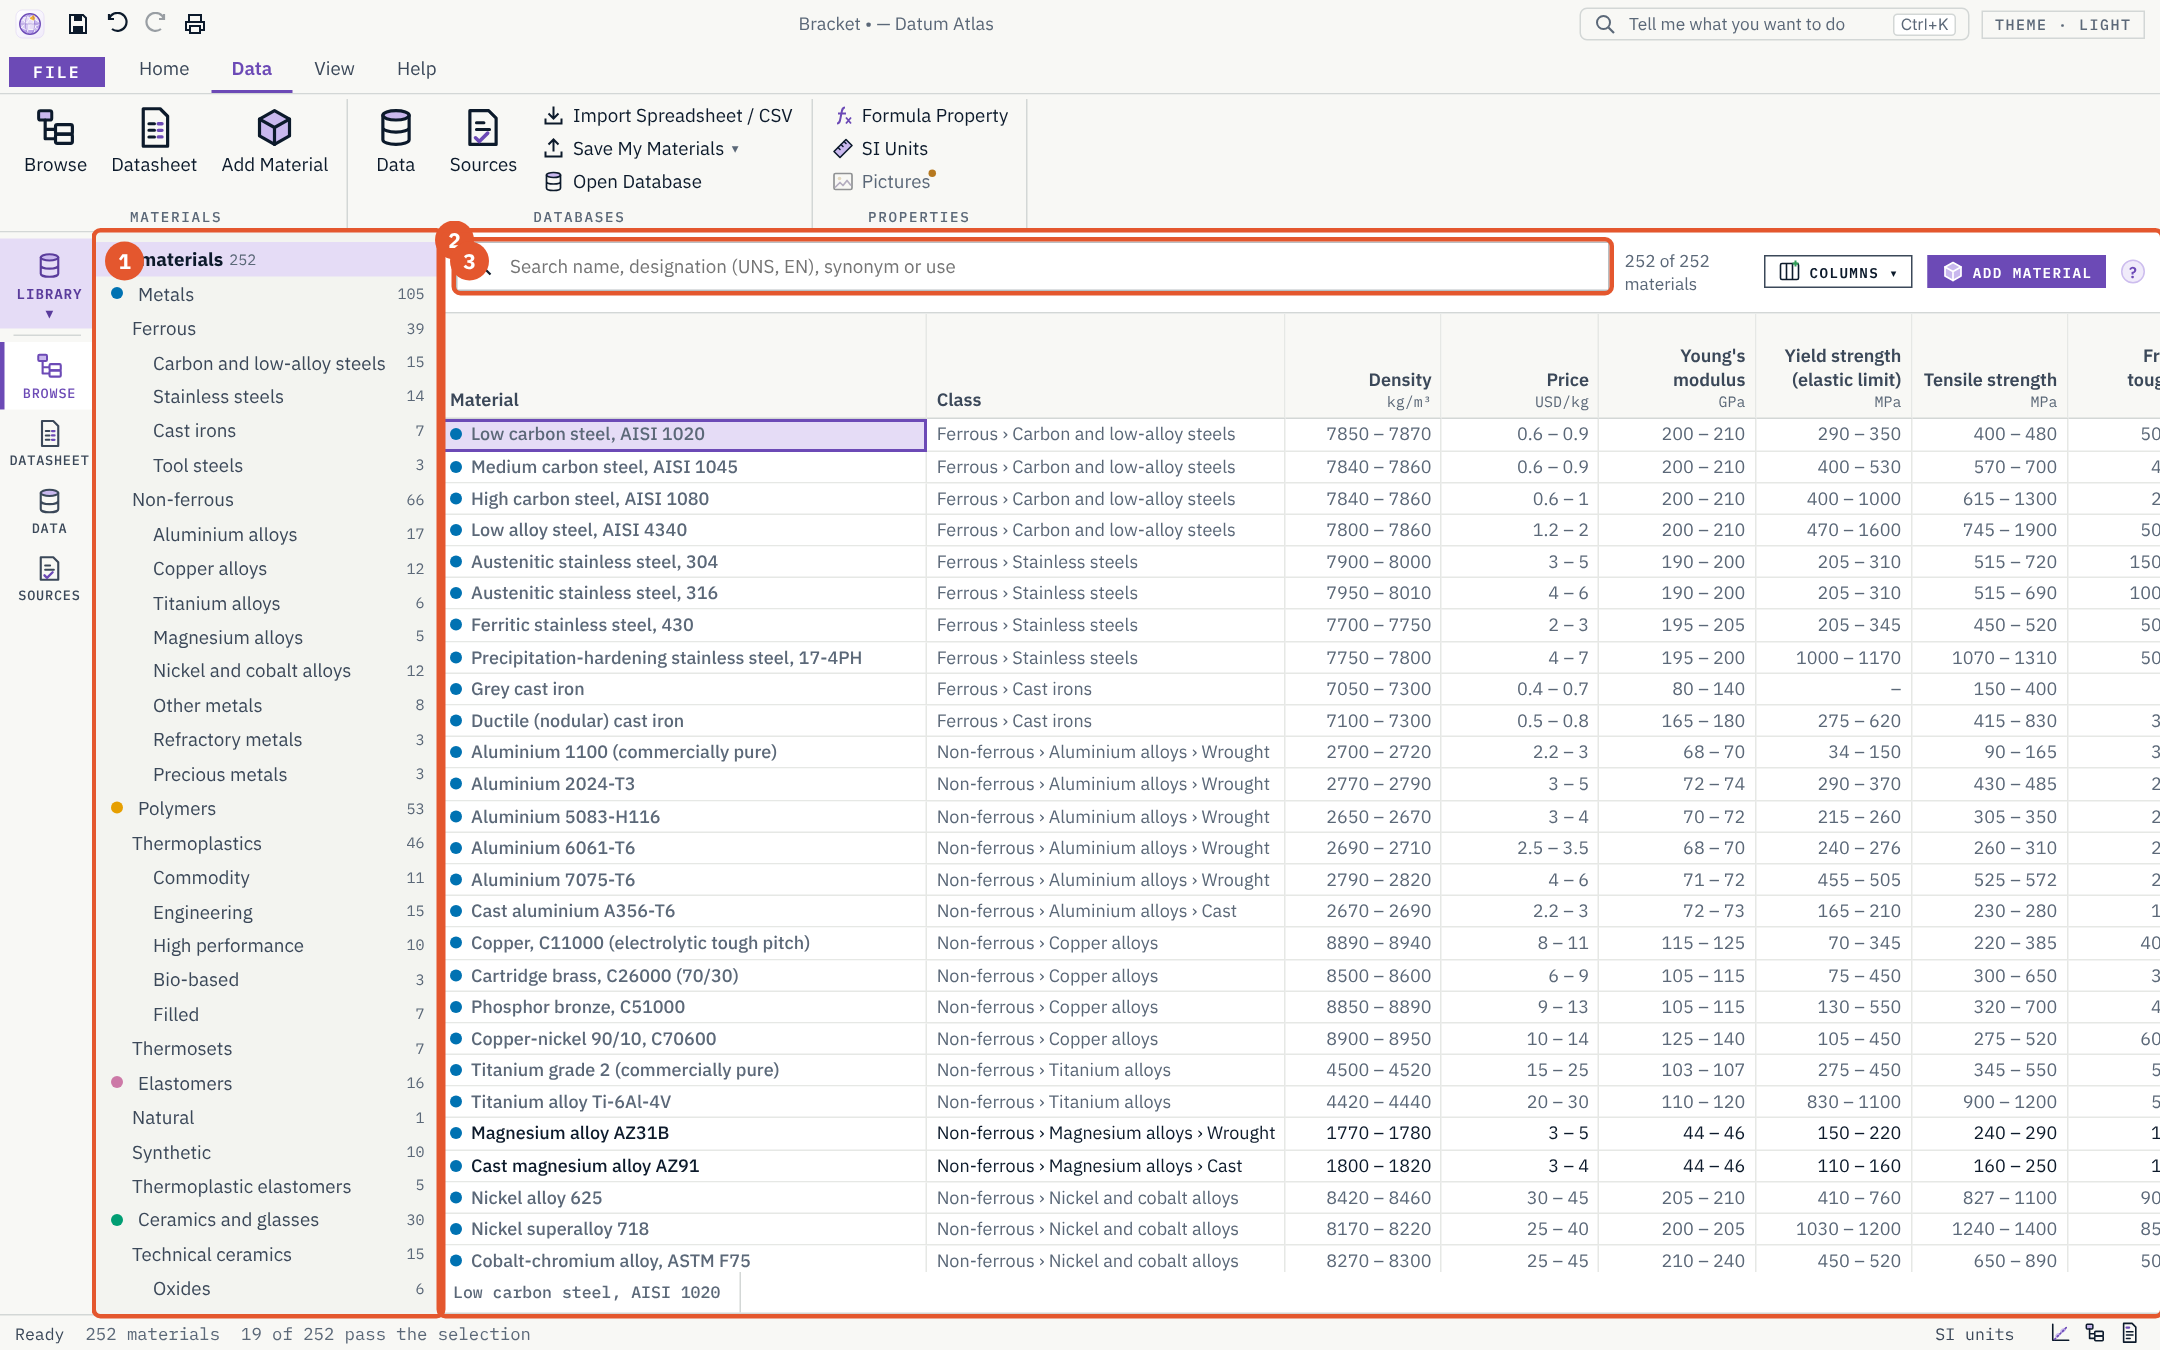 Bracket • — Datum Atlas
Tell me what you want to do Ctrl+K
THEME · LIGHT
FILE Home Data View Help
Browse Datasheet Add Material
MATERIALS
Data Sources
Import Spreadsheet / CSV
Save My Materials ▾
Open Database
DATABASES
Formula Property
SI Units
Pictures
PROPERTIES
LIBRARY
▾
BROWSE
DATASHEET
DATA
SOURCES
1 materials 252
Metals 105
Ferrous 39
Carbon and low-alloy steels 15
Stainless steels 14
Cast irons 7
Tool steels 3
Non-ferrous 66
Aluminium alloys 17
Copper alloys 12
Titanium alloys 6
Magnesium alloys 5
Nickel and cobalt alloys 12
Other metals 8
Refractory metals 3
Precious metals 3
Polymers 53
Thermoplastics 46
Commodity 11
Engineering 15
High performance 10
Bio-based 3
Filled 7
Thermosets 7
Elastomers 16
Natural 1
Synthetic 10
Thermoplastic elastomers 5
Ceramics and glasses 30
Technical ceramics 15
Oxides 6
2
3 Search name, designation (UNS, EN), synonym or use
252 of 252
materials
COLUMNS ▾
ADD MATERIAL
?
Material Class Density kg/m³ Price USD/kg Young's modulus GPa Yield strength (elastic limit) MPa Tensile strength MPa
Low carbon steel, AISI 1020 Ferrous › Carbon and low-alloy steels 7850 – 7870 0.6 – 0.9 200 – 210 290 – 350 400 – 480 50
Medium carbon steel, AISI 1045 Ferrous › Carbon and low-alloy steels 7840 – 7860 0.6 – 0.9 200 – 210 400 – 530 570 – 700 4
High carbon steel, AISI 1080 Ferrous › Carbon and low-alloy steels 7840 – 7860 0.6 – 1 200 – 210 400 – 1000 615 – 1300 2
Low alloy steel, AISI 4340 Ferrous › Carbon and low-alloy steels 7800 – 7860 1.2 – 2 200 – 210 470 – 1600 745 – 1900 50
Austenitic stainless steel, 304 Ferrous › Stainless steels 7900 – 8000 3 – 5 190 – 200 205 – 310 515 – 720 150
Austenitic stainless steel, 316 Ferrous › Stainless steels 7950 – 8010 4 – 6 190 – 200 205 – 310 515 – 690 100
Ferritic stainless steel, 430 Ferrous › Stainless steels 7700 – 7750 2 – 3 195 – 205 205 – 345 450 – 520 50
Precipitation-hardening stainless steel, 17-4PH Ferrous › Stainless steels 7750 – 7800 4 – 7 195 – 200 1000 – 1170 1070 – 1310 50
Grey cast iron Ferrous › Cast irons 7050 – 7300 0.4 – 0.7 80 – 140 – 150 – 400
Ductile (nodular) cast iron Ferrous › Cast irons 7100 – 7300 0.5 – 0.8 165 – 180 275 – 620 415 – 830 3
Aluminium 1100 (commercially pure) Non-ferrous › Aluminium alloys › Wrought 2700 – 2720 2.2 – 3 68 – 70 34 – 150 90 – 165 3
Aluminium 2024-T3 Non-ferrous › Aluminium alloys › Wrought 2770 – 2790 3 – 5 72 – 74 290 – 370 430 – 485 2
Aluminium 5083-H116 Non-ferrous › Aluminium alloys › Wrought 2650 – 2670 3 – 4 70 – 72 215 – 260 305 – 350 2
Aluminium 6061-T6 Non-ferrous › Aluminium alloys › Wrought 2690 – 2710 2.5 – 3.5 68 – 70 240 – 276 260 – 310 2
Aluminium 7075-T6 Non-ferrous › Aluminium alloys › Wrought 2790 – 2820 4 – 6 71 – 72 455 – 505 525 – 572 2
Cast aluminium A356-T6 Non-ferrous › Aluminium alloys › Cast 2670 – 2690 2.2 – 3 72 – 73 165 – 210 230 – 280 1
Copper, C11000 (electrolytic tough pitch) Non-ferrous › Copper alloys 8890 – 8940 8 – 11 115 – 125 70 – 345 220 – 385 40
Cartridge brass, C26000 (70/30) Non-ferrous › Copper alloys 8500 – 8600 6 – 9 105 – 115 75 – 450 300 – 650 3
Phosphor bronze, C51000 Non-ferrous › Copper alloys 8850 – 8890 9 – 13 105 – 115 130 – 550 320 – 700 4
Copper-nickel 90/10, C70600 Non-ferrous › Copper alloys 8900 – 8950 10 – 14 125 – 140 105 – 450 275 – 520 60
Titanium grade 2 (commercially pure) Non-ferrous › Titanium alloys 4500 – 4520 15 – 25 103 – 107 275 – 450 345 – 550 5
Titanium alloy Ti-6Al-4V Non-ferrous › Titanium alloys 4420 – 4440 20 – 30 110 – 120 830 – 1100 900 – 1200 5
Magnesium alloy AZ31B Non-ferrous › Magnesium alloys › Wrought 1770 – 1780 3 – 5 44 – 46 150 – 220 240 – 290 1
Cast magnesium alloy AZ91 Non-ferrous › Magnesium alloys › Cast 1800 – 1820 3 – 4 44 – 46 110 – 160 160 – 250 1
Nickel alloy 625 Non-ferrous › Nickel and cobalt alloys 8420 – 8460 30 – 45 205 – 210 410 – 760 827 – 1100 90
Nickel superalloy 718 Non-ferrous › Nickel and cobalt alloys 8170 – 8220 25 – 40 200 – 205 1030 – 1200 1240 – 1400 85
Cobalt-chromium alloy, ASTM F75 Non-ferrous › Nickel and cobalt alloys 8270 – 8300 25 – 45 210 – 240 450 – 520 650 – 890 50
Low carbon steel, AISI 1020
Ready 252 materials 19 of 252 pass the selection
SI units